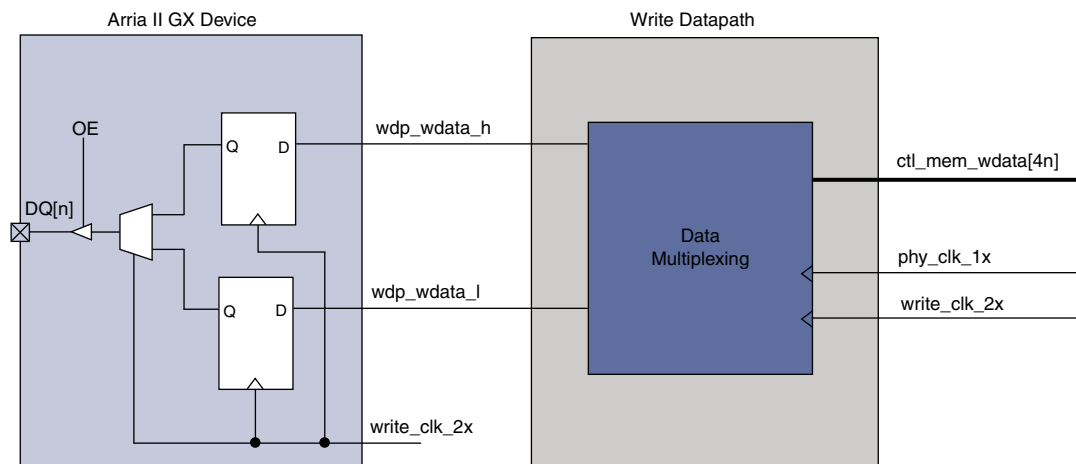 Arria II GX Device
Write Datapath
OE
Q
D
wdp_wdata_h
ctl_mem_wdata[4n]
DQ[n]
Data
Multiplexing
phy_clk_1x
Q
D
wdp_wdata_l
write_clk_2x
write_clk_2x